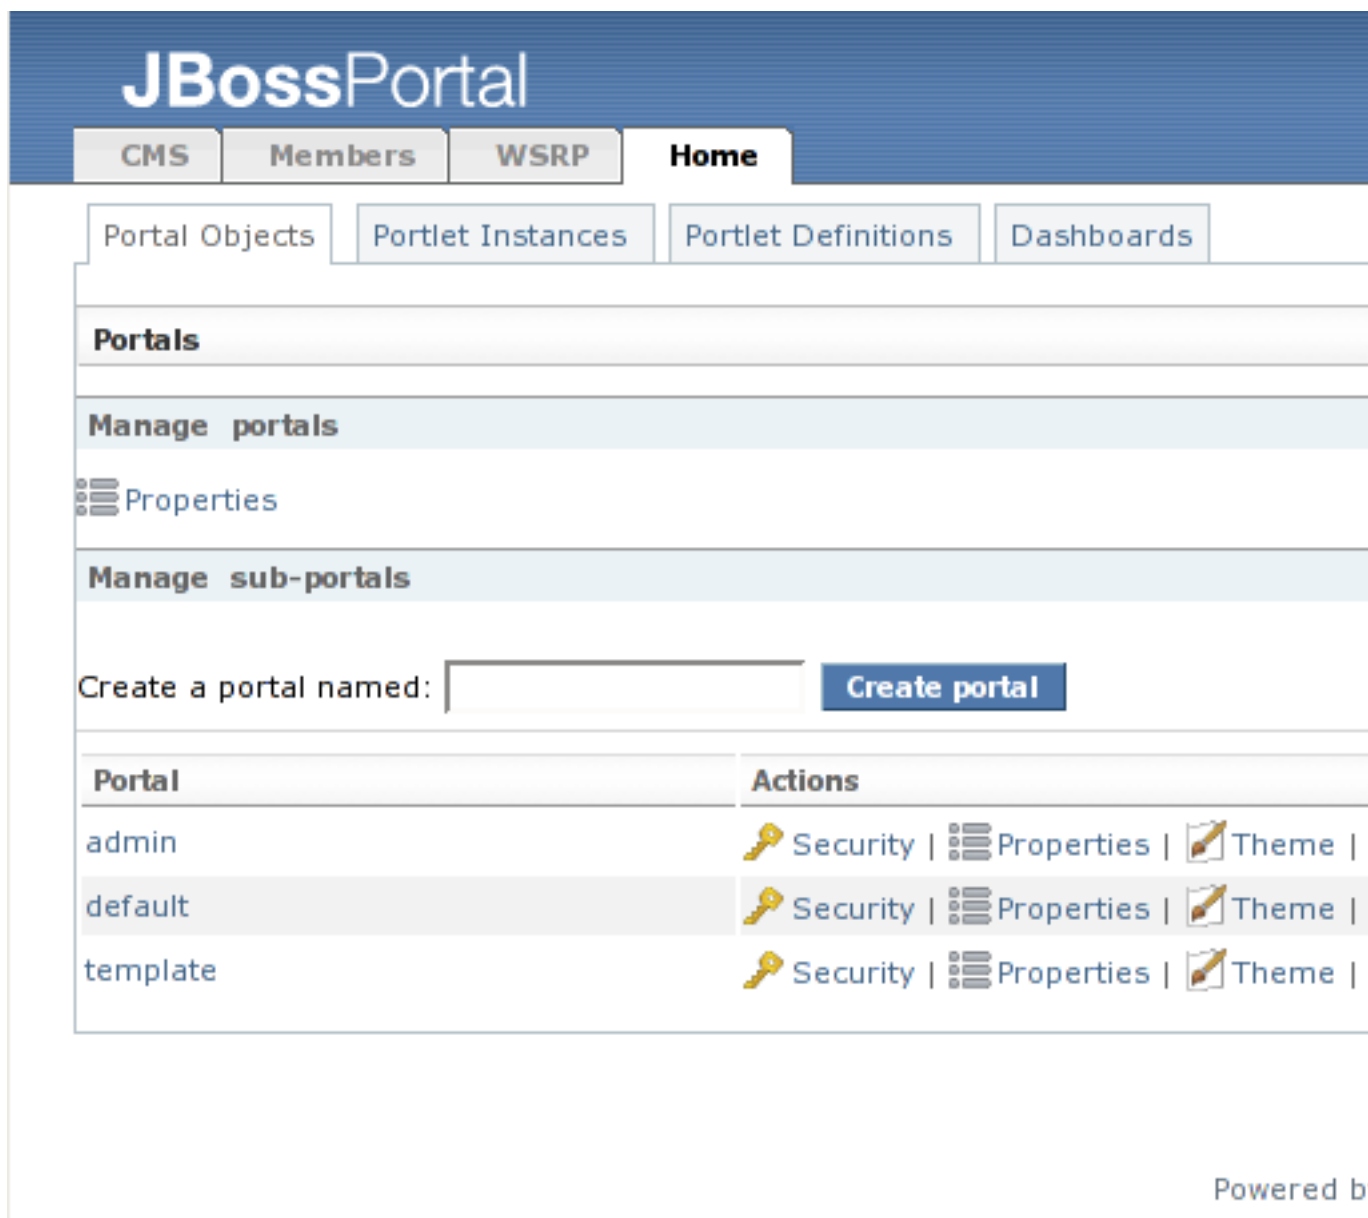 JBossPortal
CMS Members WSRP Home
Portal Objects Portlet Instances Portlet Definitions Dashboards
Portals
Manage portals
Properties
Manage sub-portals
Create a portal named: Create portal
Portal Actions
admin Security | Properties | Theme |
default Security | Properties | Theme |
template Security | Properties | Theme |
Powered